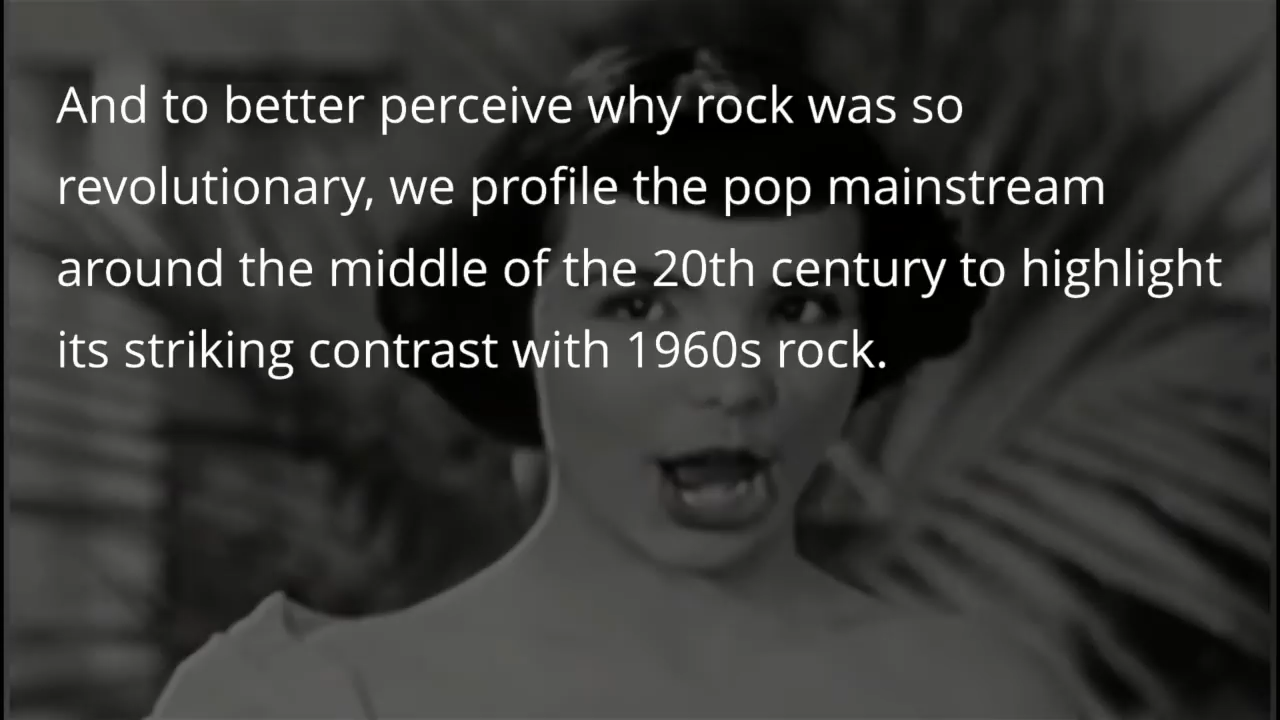 And to better perceive why rock was so
revolutionary, we profile the pop mainstream
around the middle of the 20th century to highlight
its striking contrast with 1960s rock.